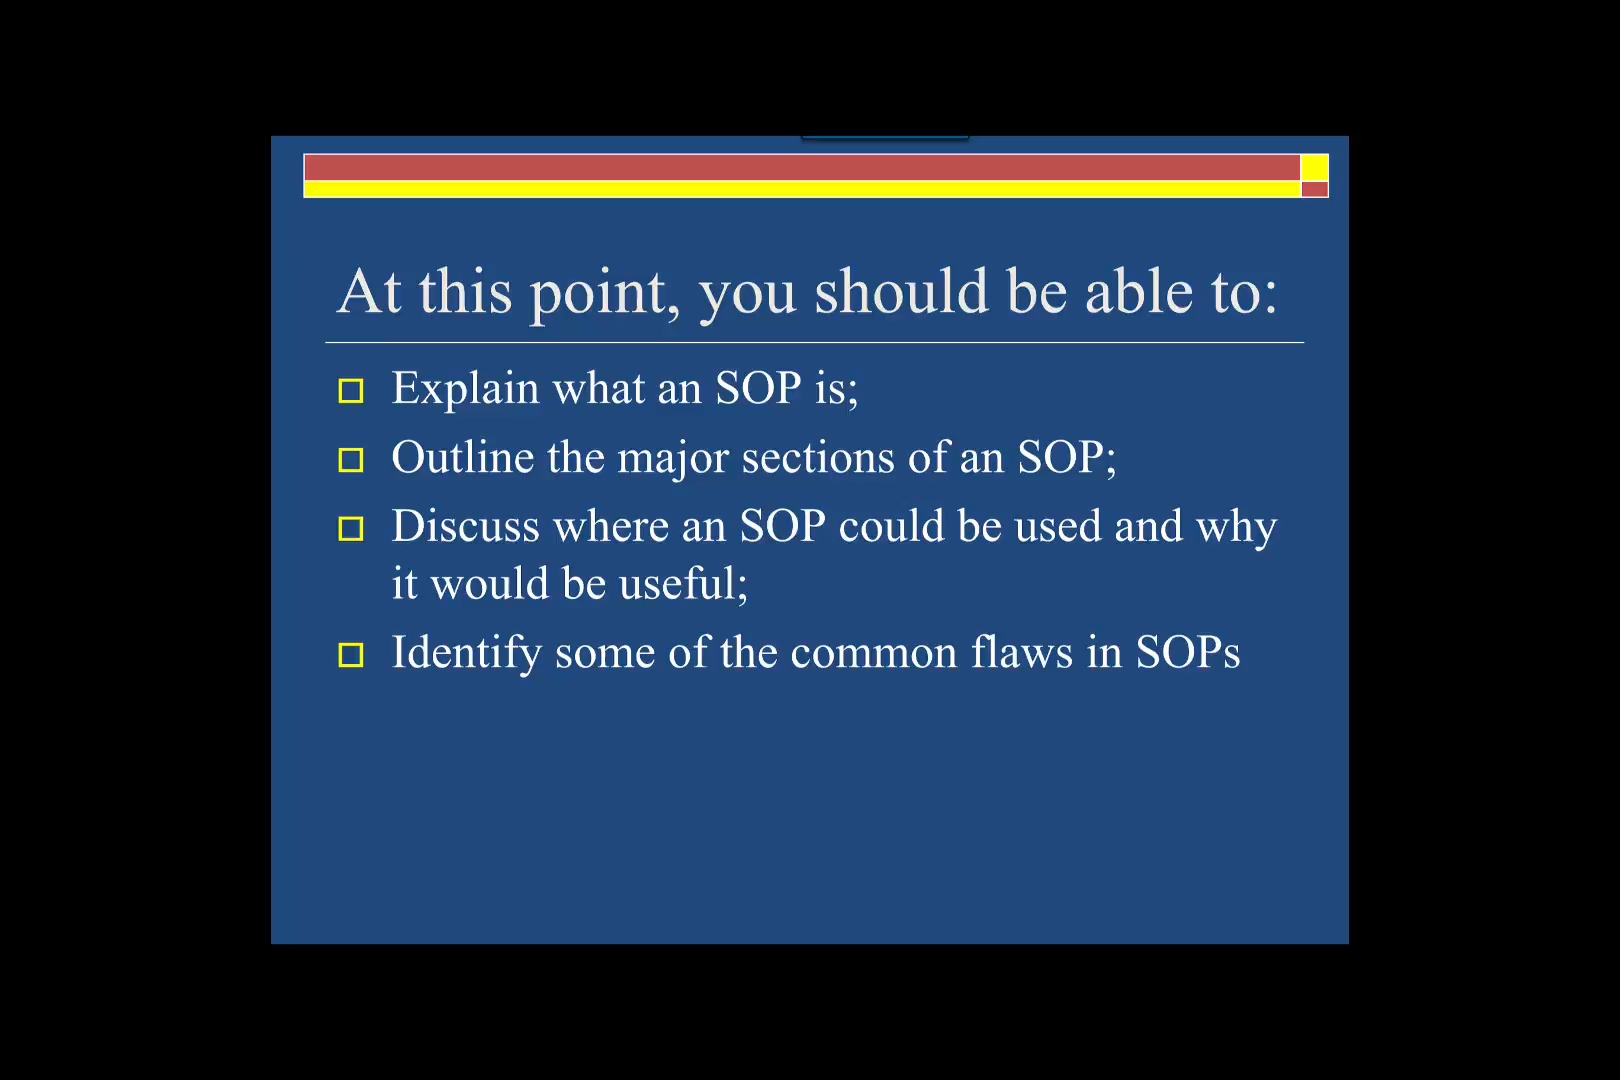 At this point, you should be able to:
Explain what an SOP is;
Outline the major sections of an SOP;
Discuss where an SOP could be used and why
it would be useful;
Identify some of the common flaws in SOPs